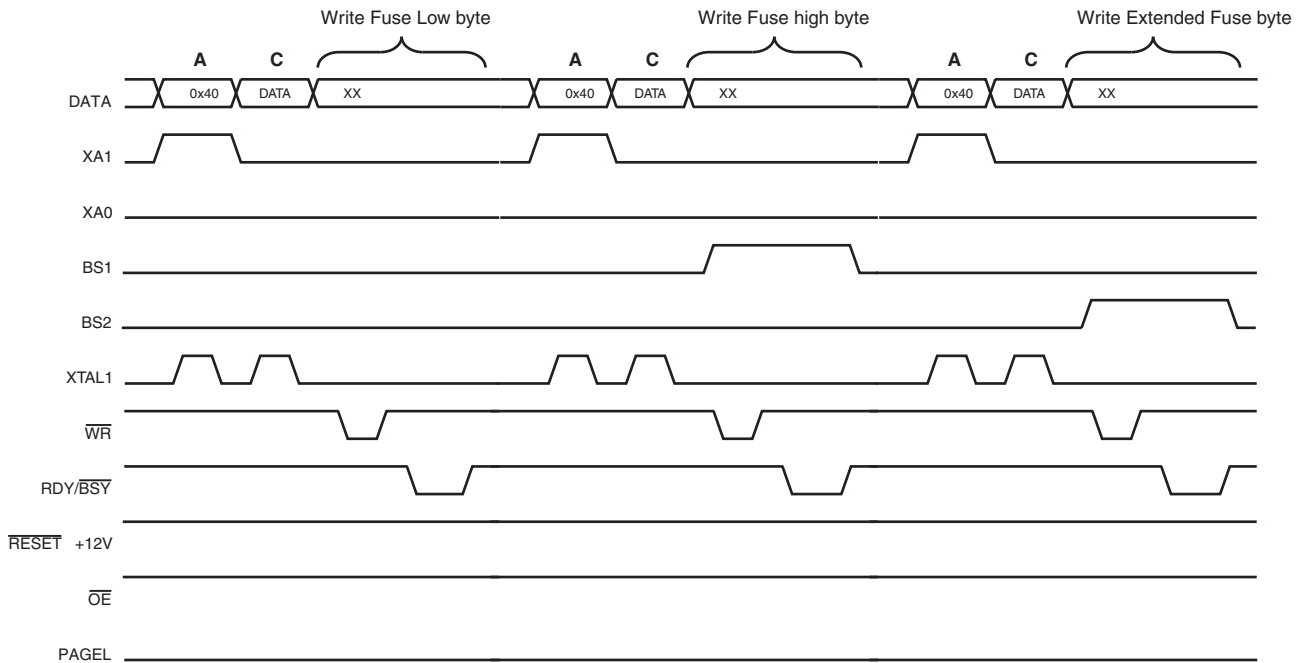 Write Fuse Low byte Write Fuse high byte Write Extended Fuse byte
A C A C A C
DATA 0x40 DATA XX 0x40 DATA XX 0x40 DATA XX
XA1
XA0
BS1
BS2
XTAL1
WR
RDY/BSY
RESET +12V
OE
PAGEL